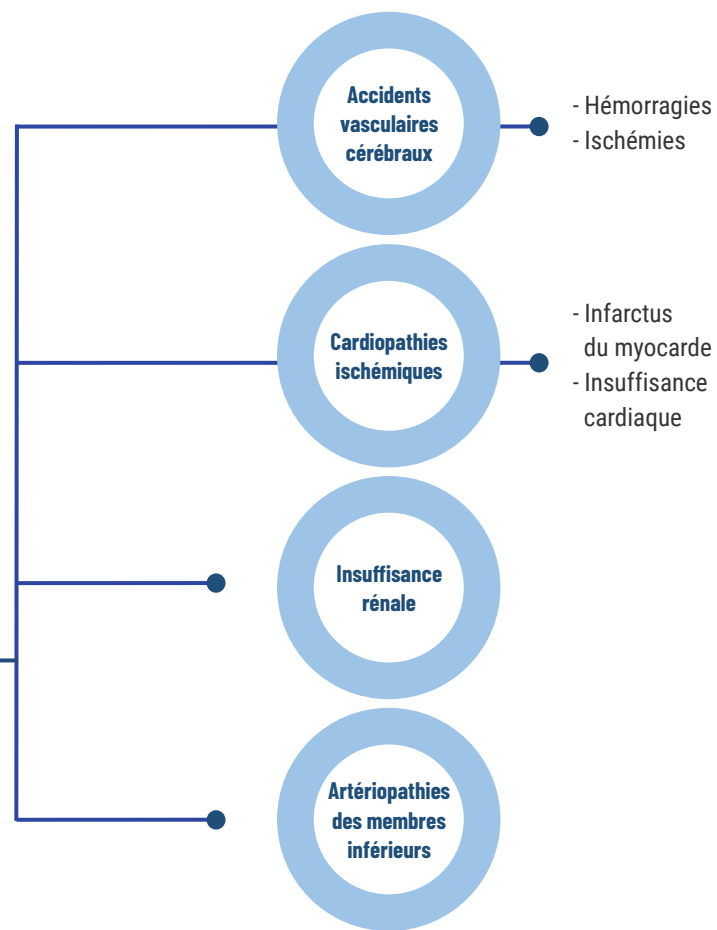 Accidents
vasculaires
cérébraux
- Hémorragies
- Ischémies
Cardiopathies
ischémiques
- Infarctus
du myocarde
- Insuffisance
cardiaque
Insuffisance
rénale
Artériopathies
des membres
inférieurs